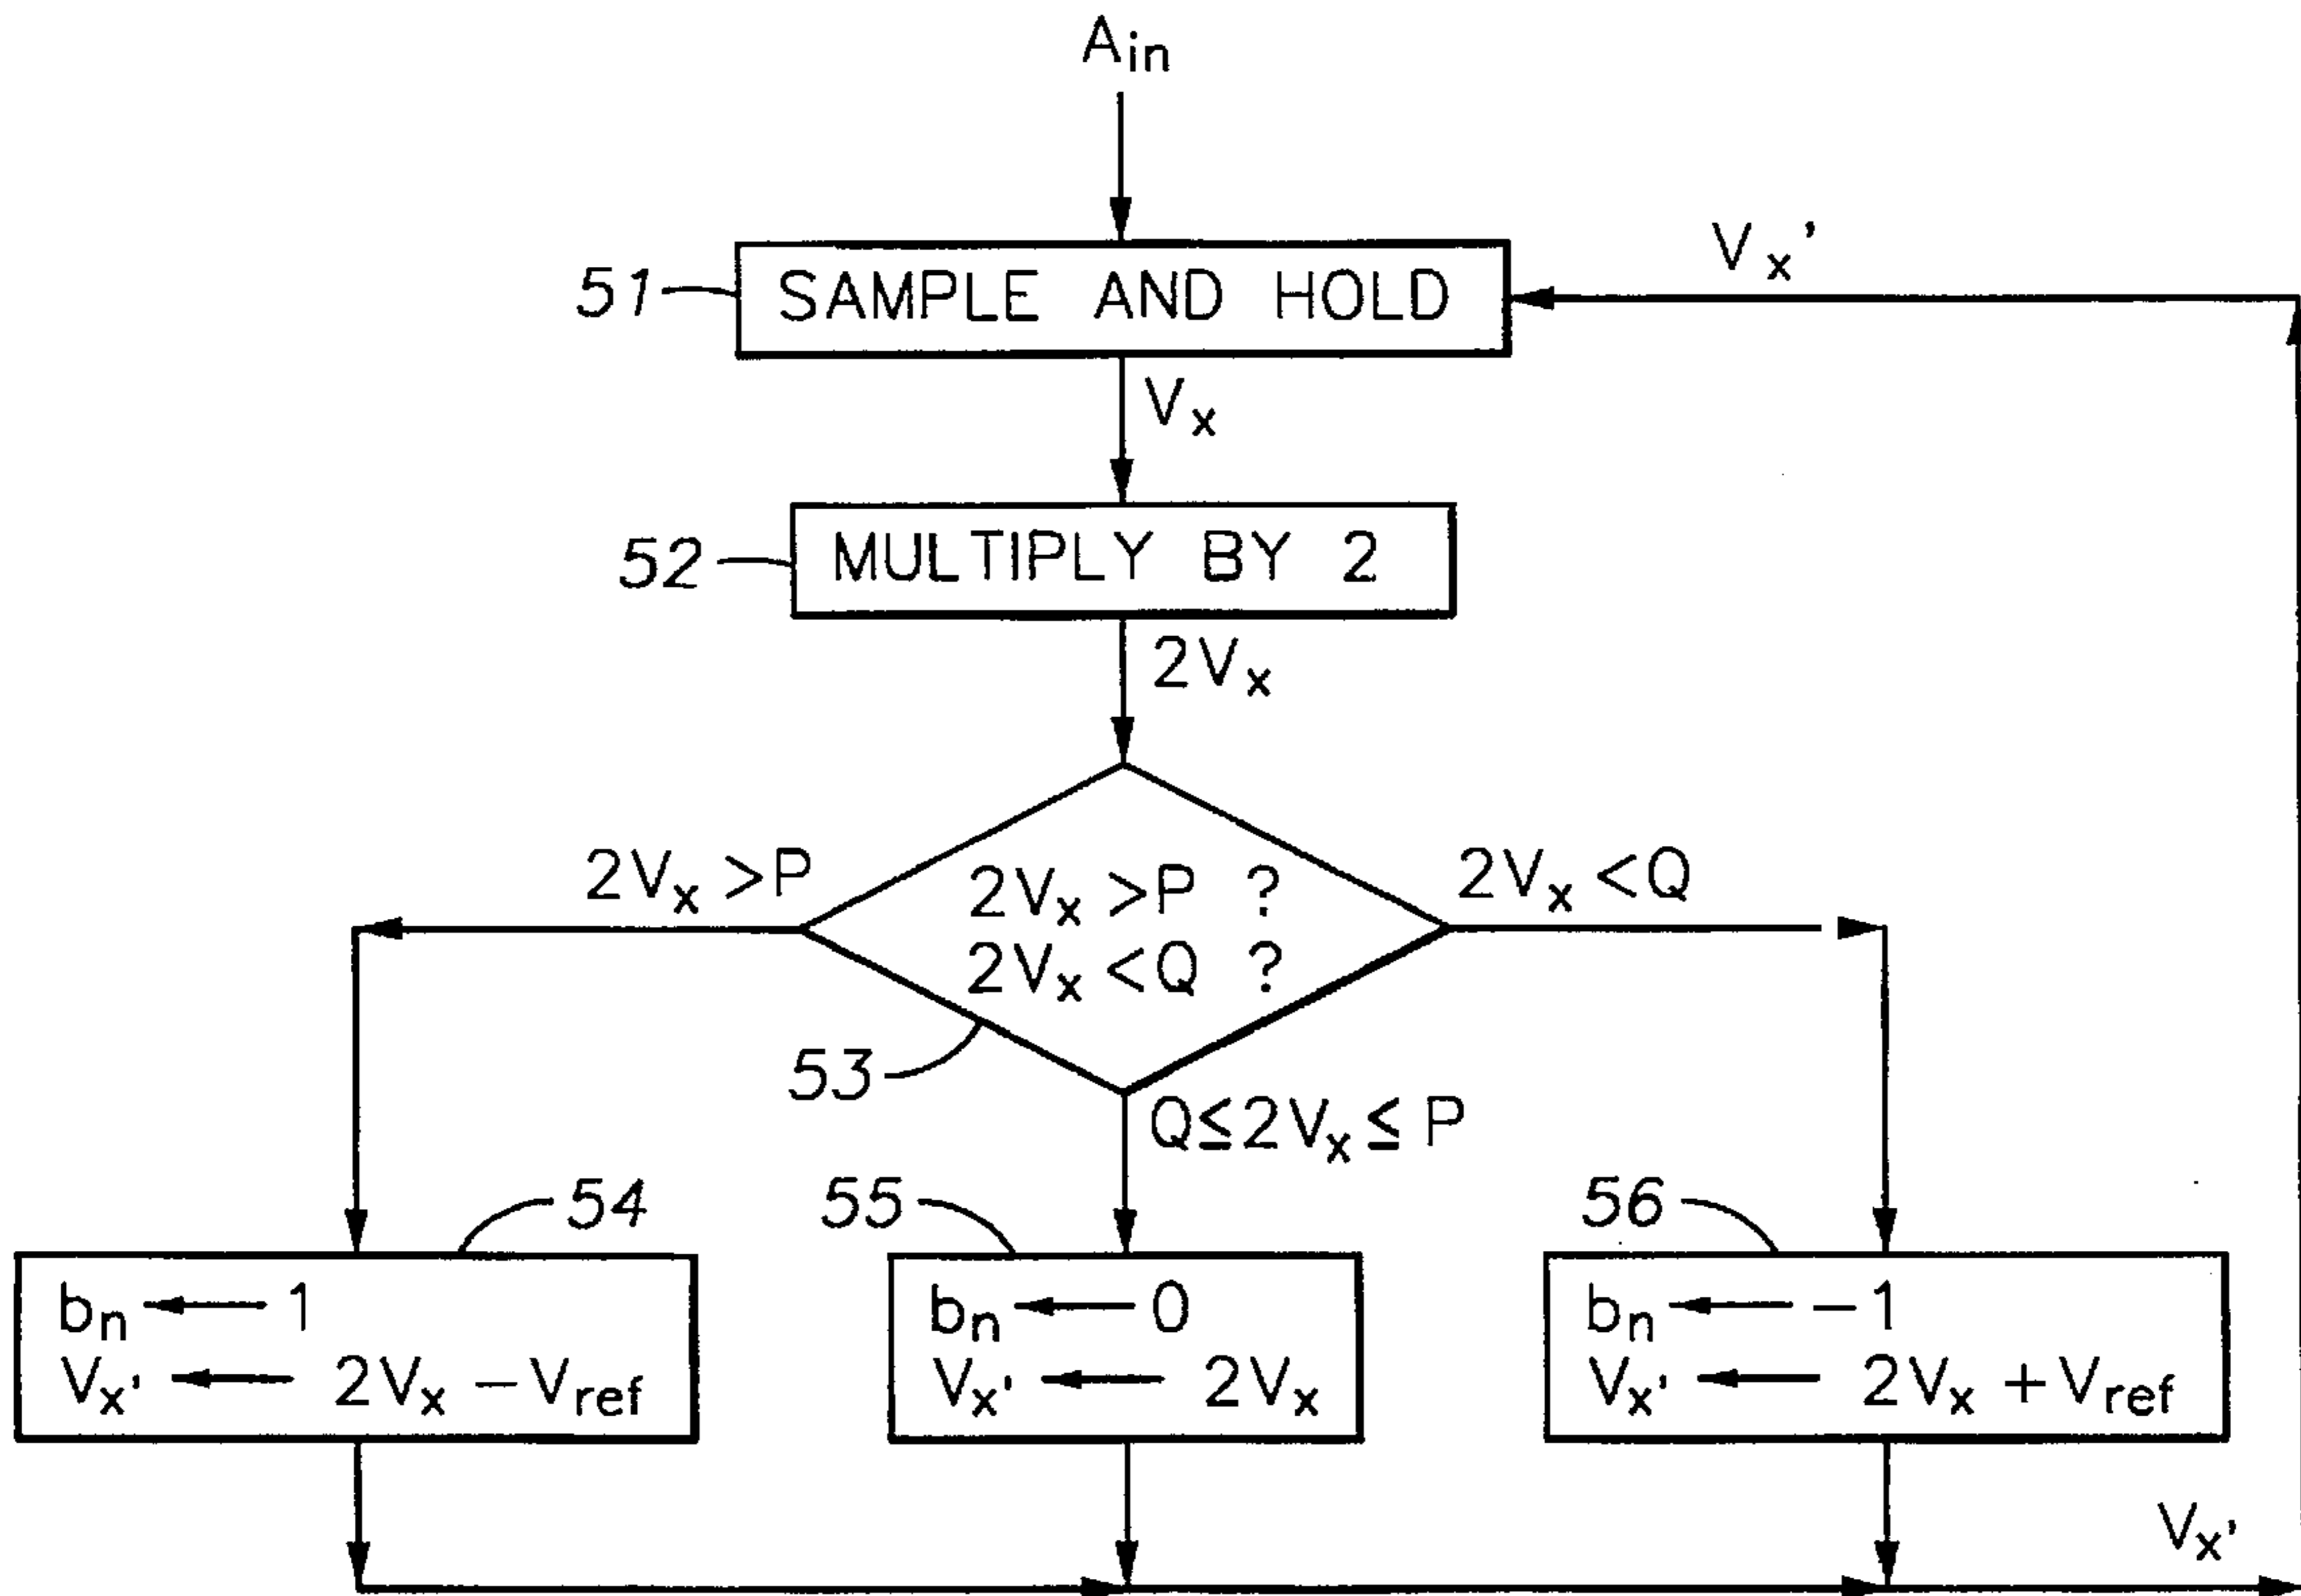 A_in
51 SAMPLE AND HOLD
V_x'
V_x
52 MULTIPLY BY 2
2V_x
2V_x >P
2V_x >P ?
2V_x <Q ?
2V_x <Q
53
Q≤2V_x≤ P
54
b_n ← 1
V_x' ← 2V_x – V_ref
55
b_n ← 0
V_x' ← 2V_x
56
b_n ← –1
V_x' ← 2V_x + V_ref
V_x'